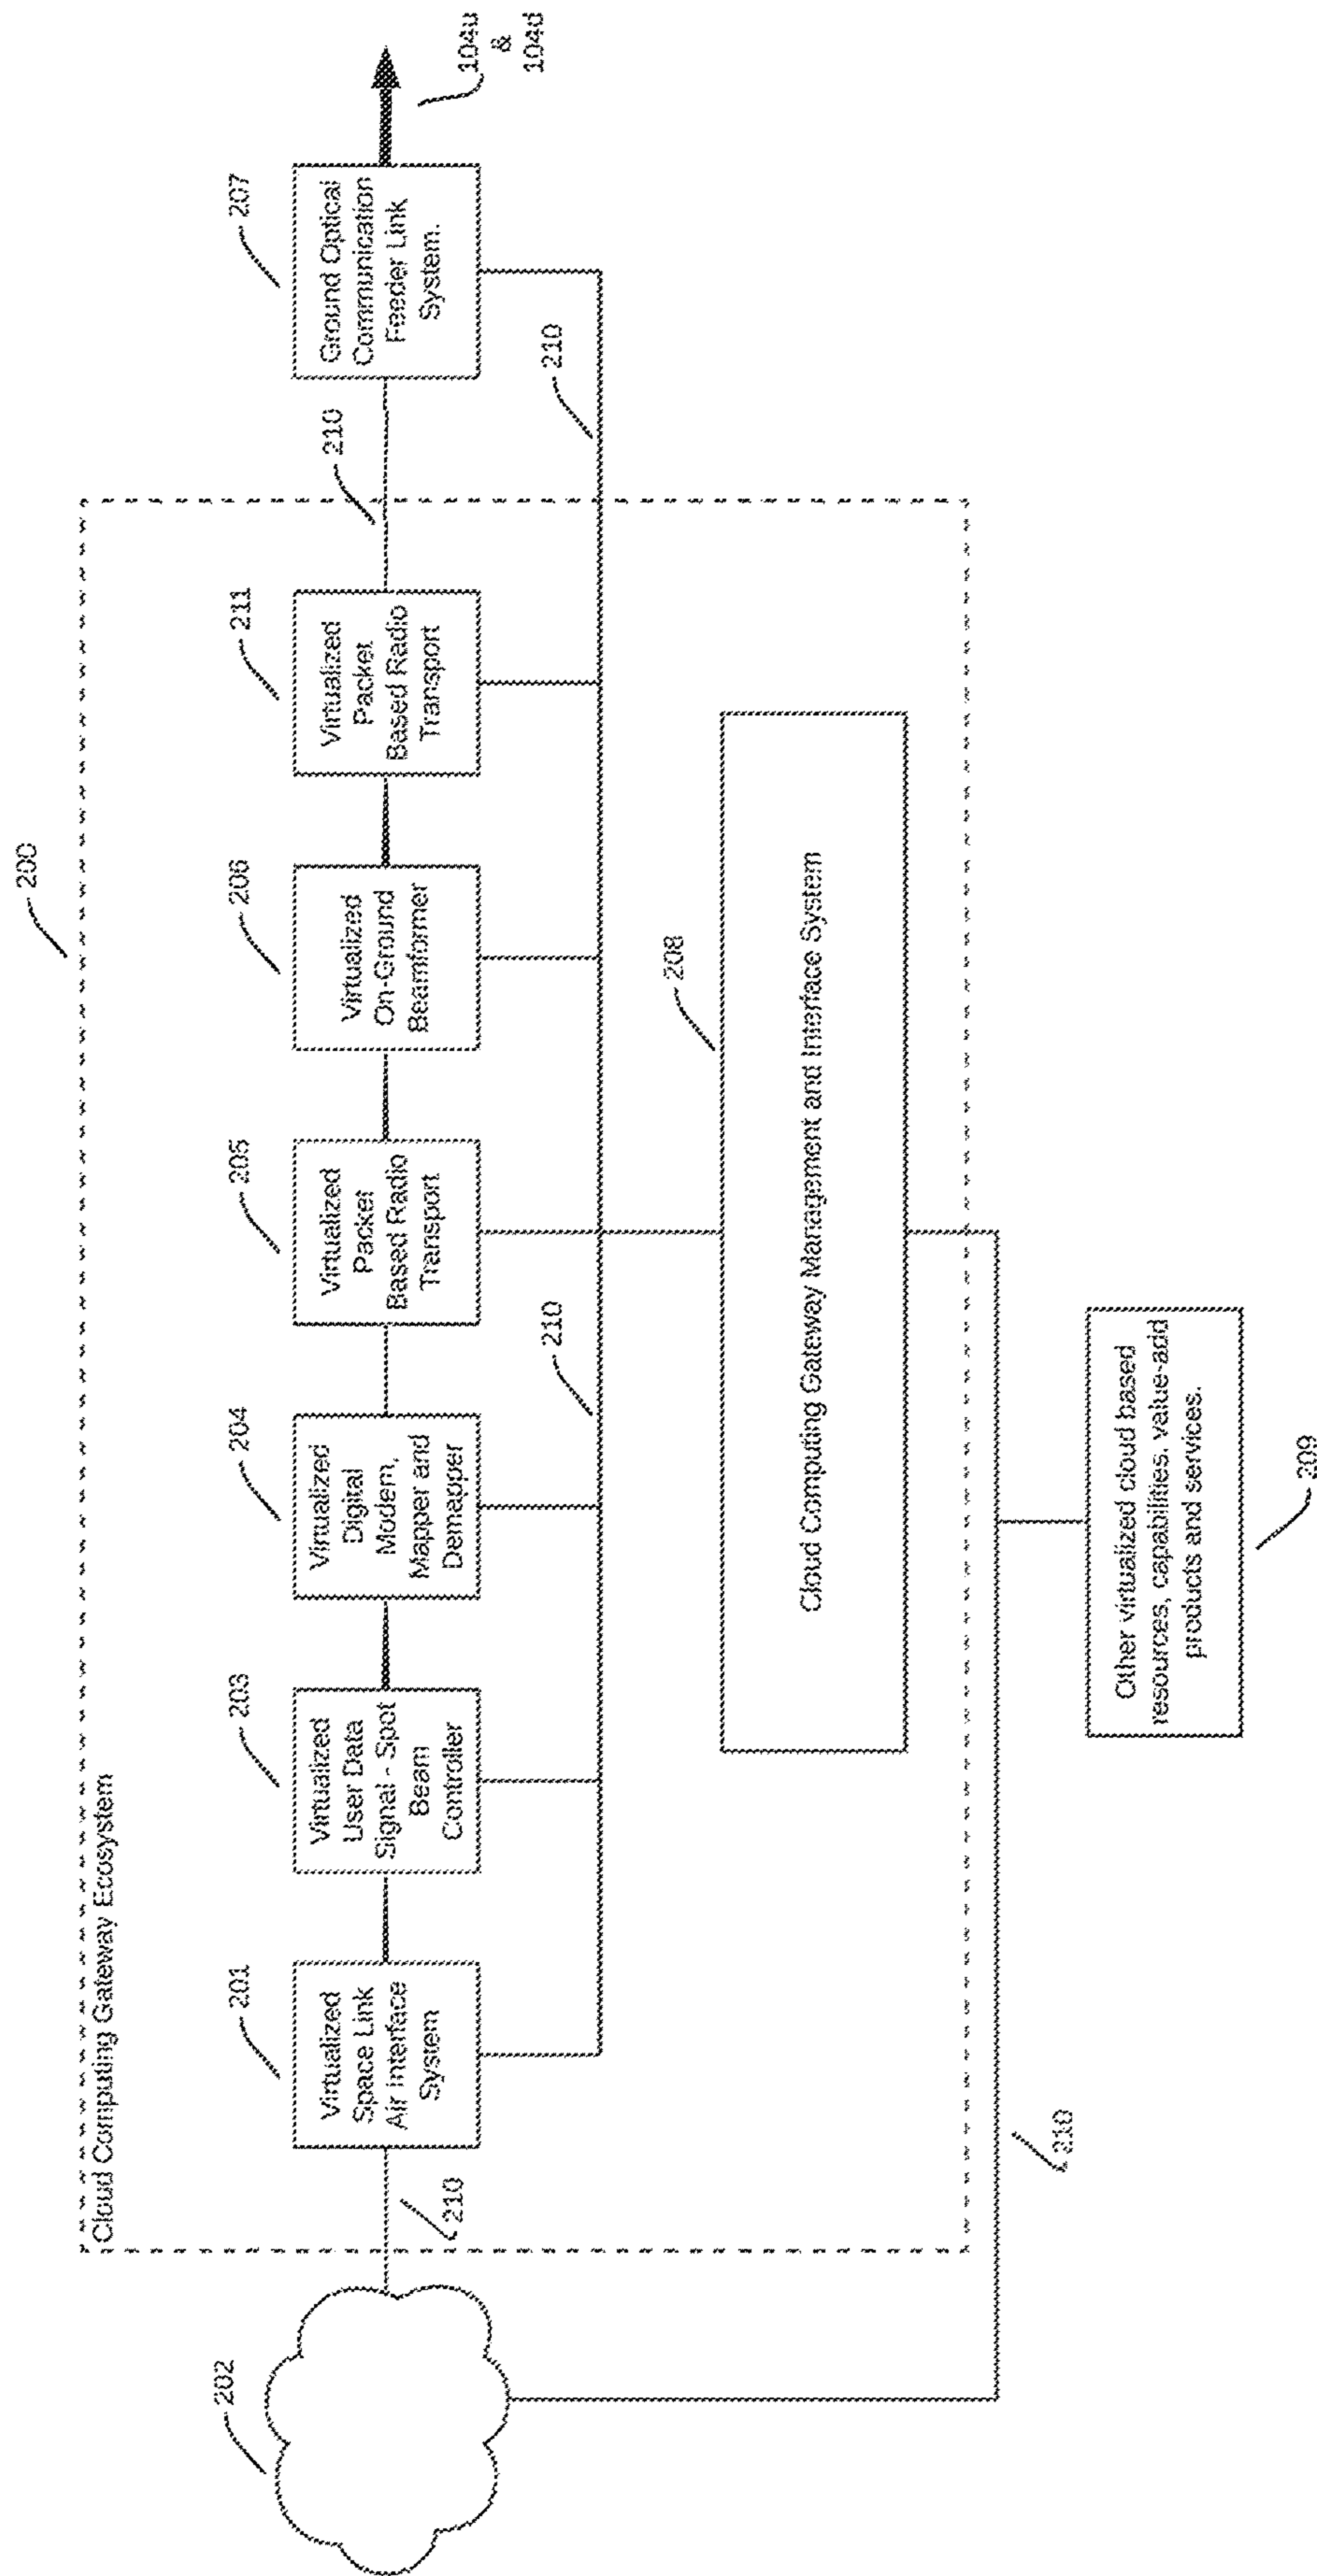 200
Cloud Computing Gateway Ecosystem
202
210
201
Virtualized
Space Link
Air Interface
System
203
Virtualized
User Data
Signal - Spot
Beam
Controller
204
Virtualized
Digital
Modem,
Mapper and
Demapper
205
Virtualized
Packet
Based Radio
Transport
206
Virtualized
On-Ground
Beamformer
211
Virtualized
Packet
Based Radio
Transport
210
207
Ground Optical
Communication
Feeder Link
System.
104u
&
104d
210
210
208
Cloud Computing Gateway Management and Interface System
210
Other virtualized cloud based
resources, capabilities, value-add
products and services.
209